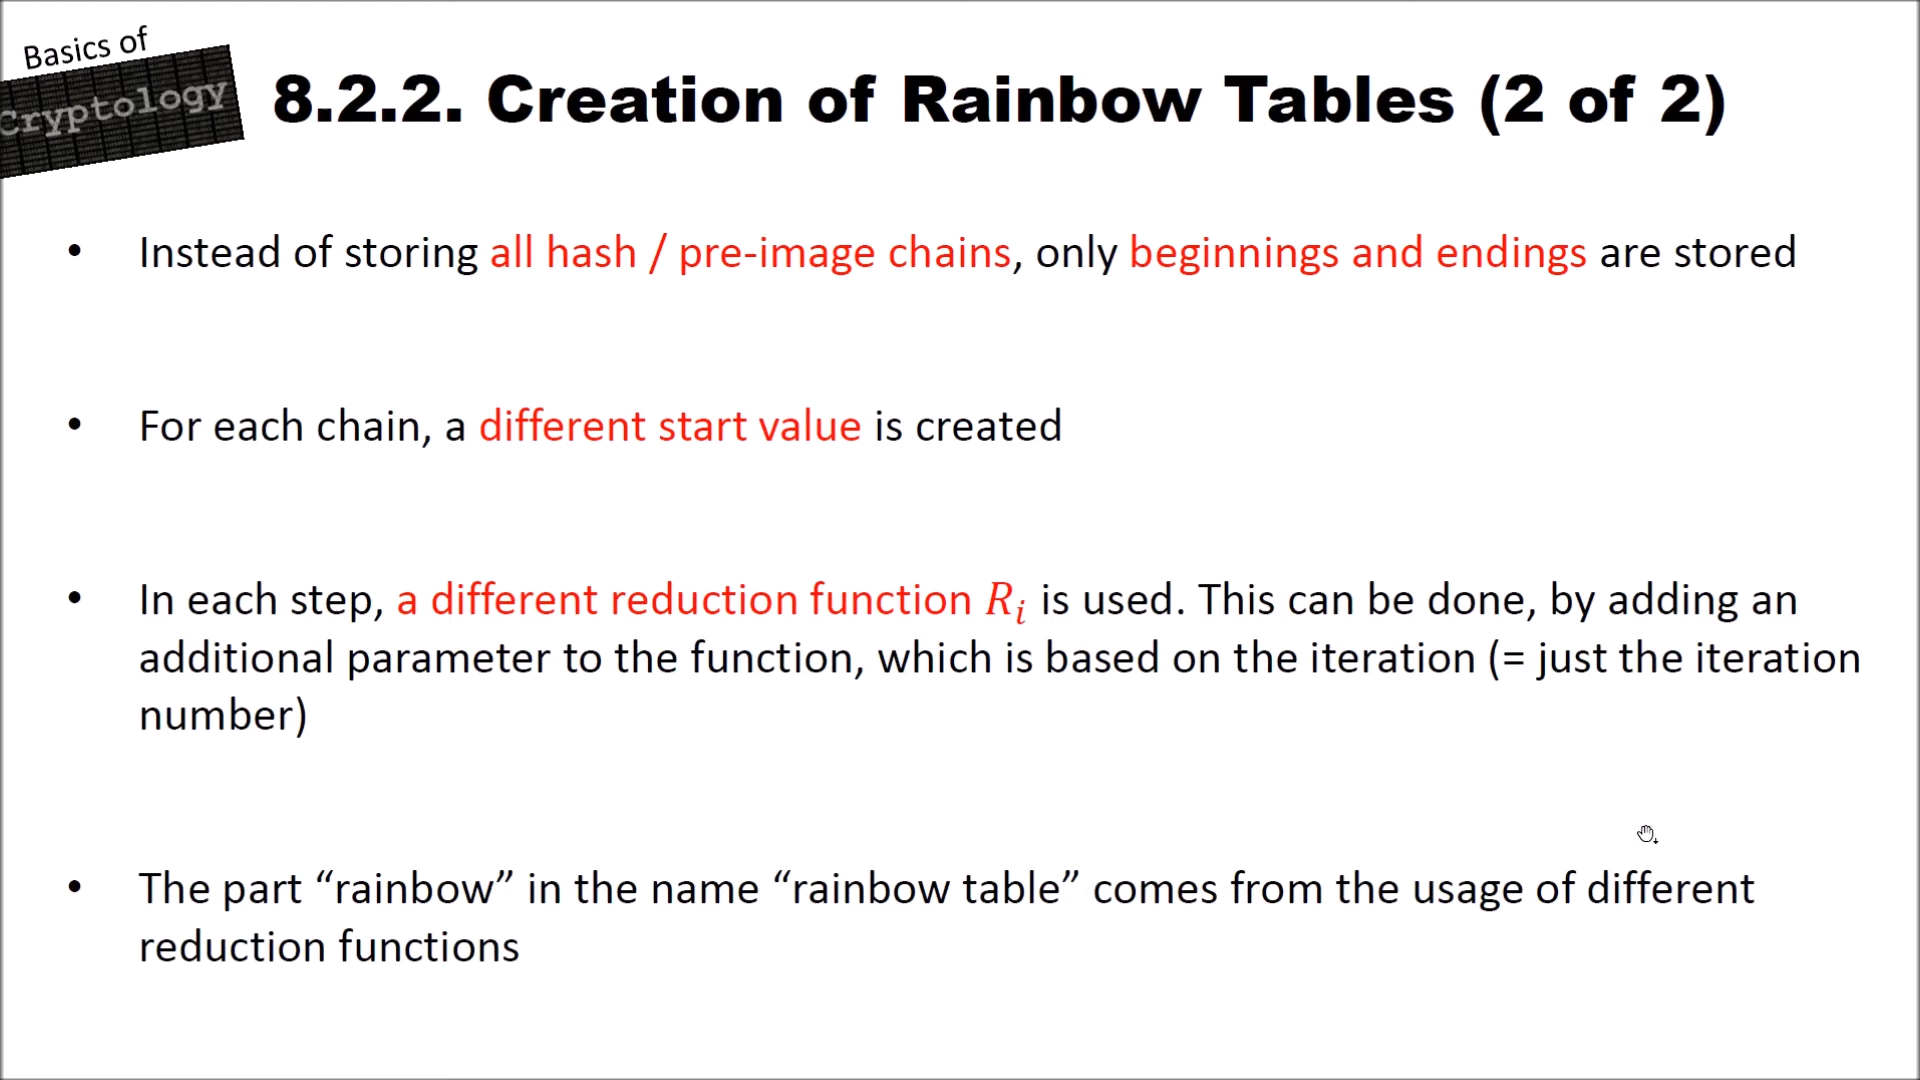 Basics of
Cryptology
8.2.2. Creation of Rainbow Tables (2 of 2)
• Instead of storing all hash / pre-image chains, only beginnings and endings are stored
• For each chain, a different start value is created
• In each step, a different reduction function Rᵢ is used. This can be done, by adding an
additional parameter to the function, which is based on the iteration (= just the iteration
number)
• The part “rainbow” in the name “rainbow table” comes from the usage of different
reduction functions